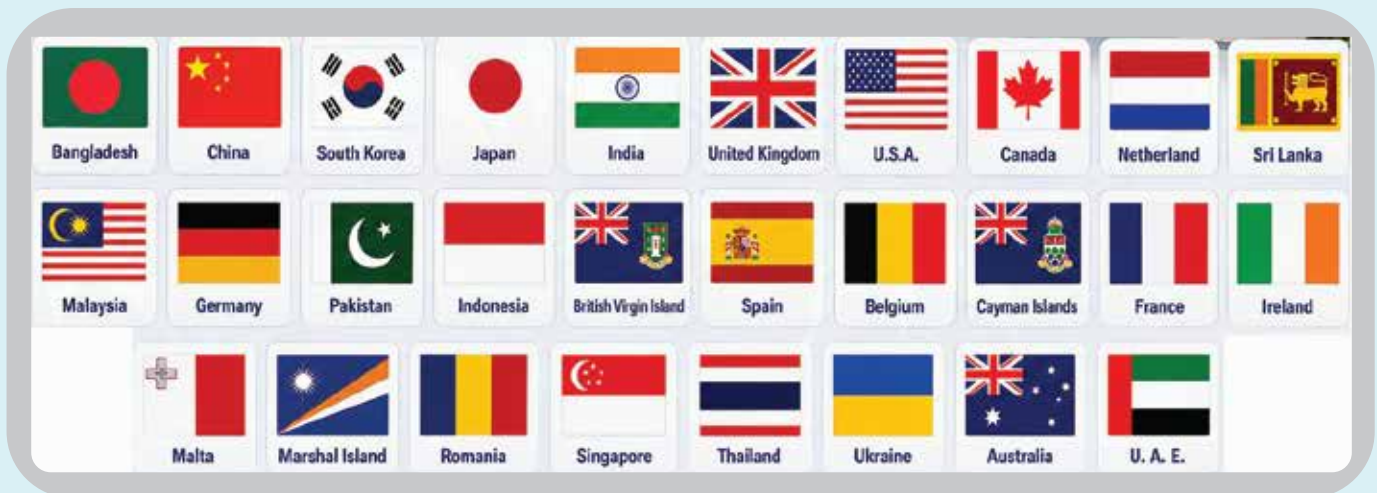 Bangladesh China South Korea Japan India United Kingdom U.S.A. Canada Netherland Sri Lanka
Malaysia Germany Pakistan Indonesia British Virgin Island Spain Belgium Cayman Islands France Ireland
Malta Marshal Island Romania Singapore Thailand Ukraine Australia U. A. E.